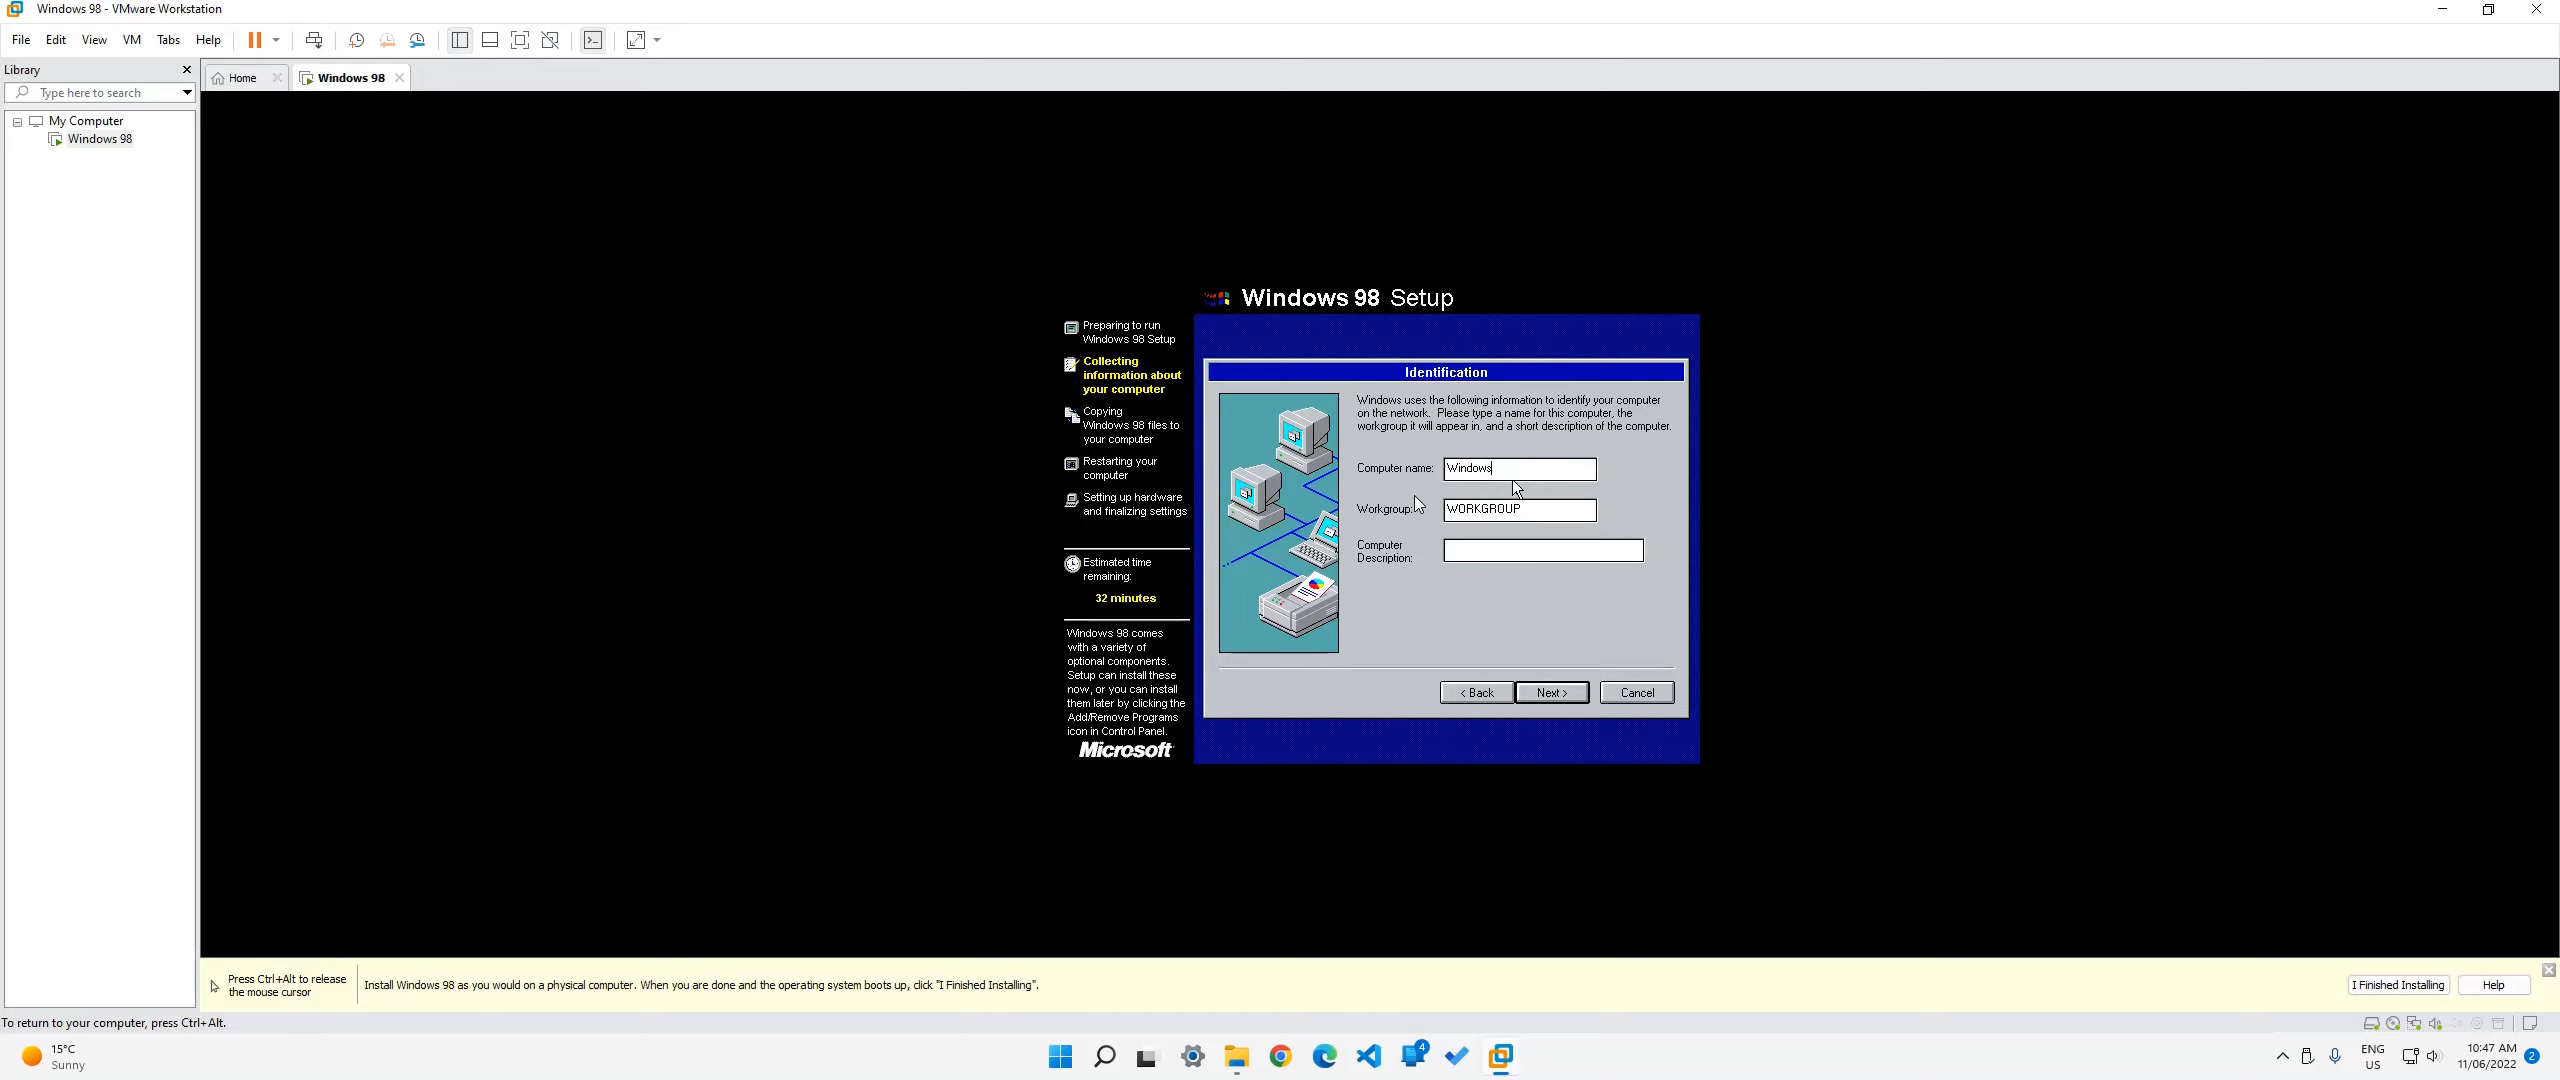 Windows 98 - VMware Workstation
File Edit View VM Tabs Help
Library
Type here to search
My Computer
Windows 98
Home
Windows 98
Windows 98 Setup
Preparing to run
Windows 98 Setup
Collecting
information about
your computer
Copying
Windows 98 files to
your computer
Restarting your
computer
Setting up hardware
and finalizing settings
Estimated time
remaining:
32 minutes
Windows 98 comes
with a variety of
optional components.
Setup can install these
now, or you can install
them later by clicking the
Add/Remove Programs
icon in Control Panel.
Microsoft
Identification
Windows uses the following information to identify your computer
on the network. Please type a name for this computer, the
workgroup it will appear in, and a short description of the computer.
Computer name: Windows
Workgroup: WORKGROUP
Computer
Description:
< Back Next > Cancel
Press Ctrl+Alt to release
the mouse cursor
Install Windows 98 as you would on a physical computer. When you are done and the operating system boots up, click "I Finished Installing".
I Finished Installing Help
To return to your computer, press Ctrl+Alt.
15°C
Sunny
4
ENG
US
10:47 AM
11/06/2022
2